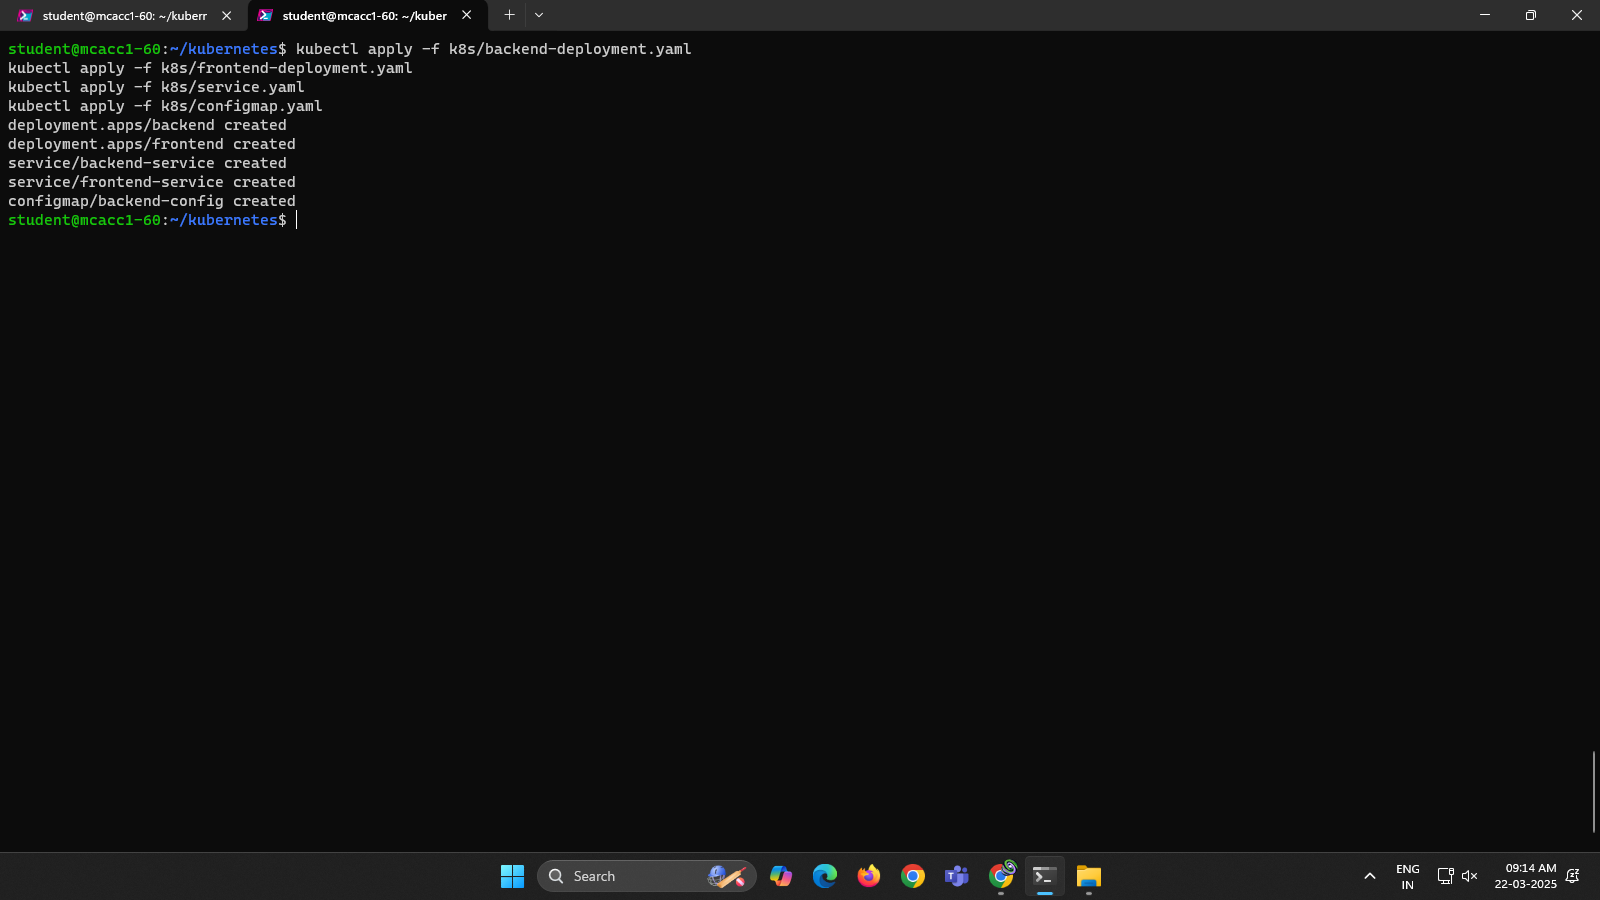 student@mcacc1-60: ~/kuberr
student@mcacc1-60: ~/kuber
student@mcacc1-60:~/kubernetes$ kubectl apply -f k8s/backend-deployment.yaml
kubectl apply -f k8s/frontend-deployment.yaml
kubectl apply -f k8s/service.yaml
kubectl apply -f k8s/configmap.yaml
deployment.apps/backend created
deployment.apps/frontend created
service/backend-service created
service/frontend-service created
configmap/backend-config created
student@mcacc1-60:~/kubernetes$
Search
ENG
IN
09:14 AM
22-03-2025